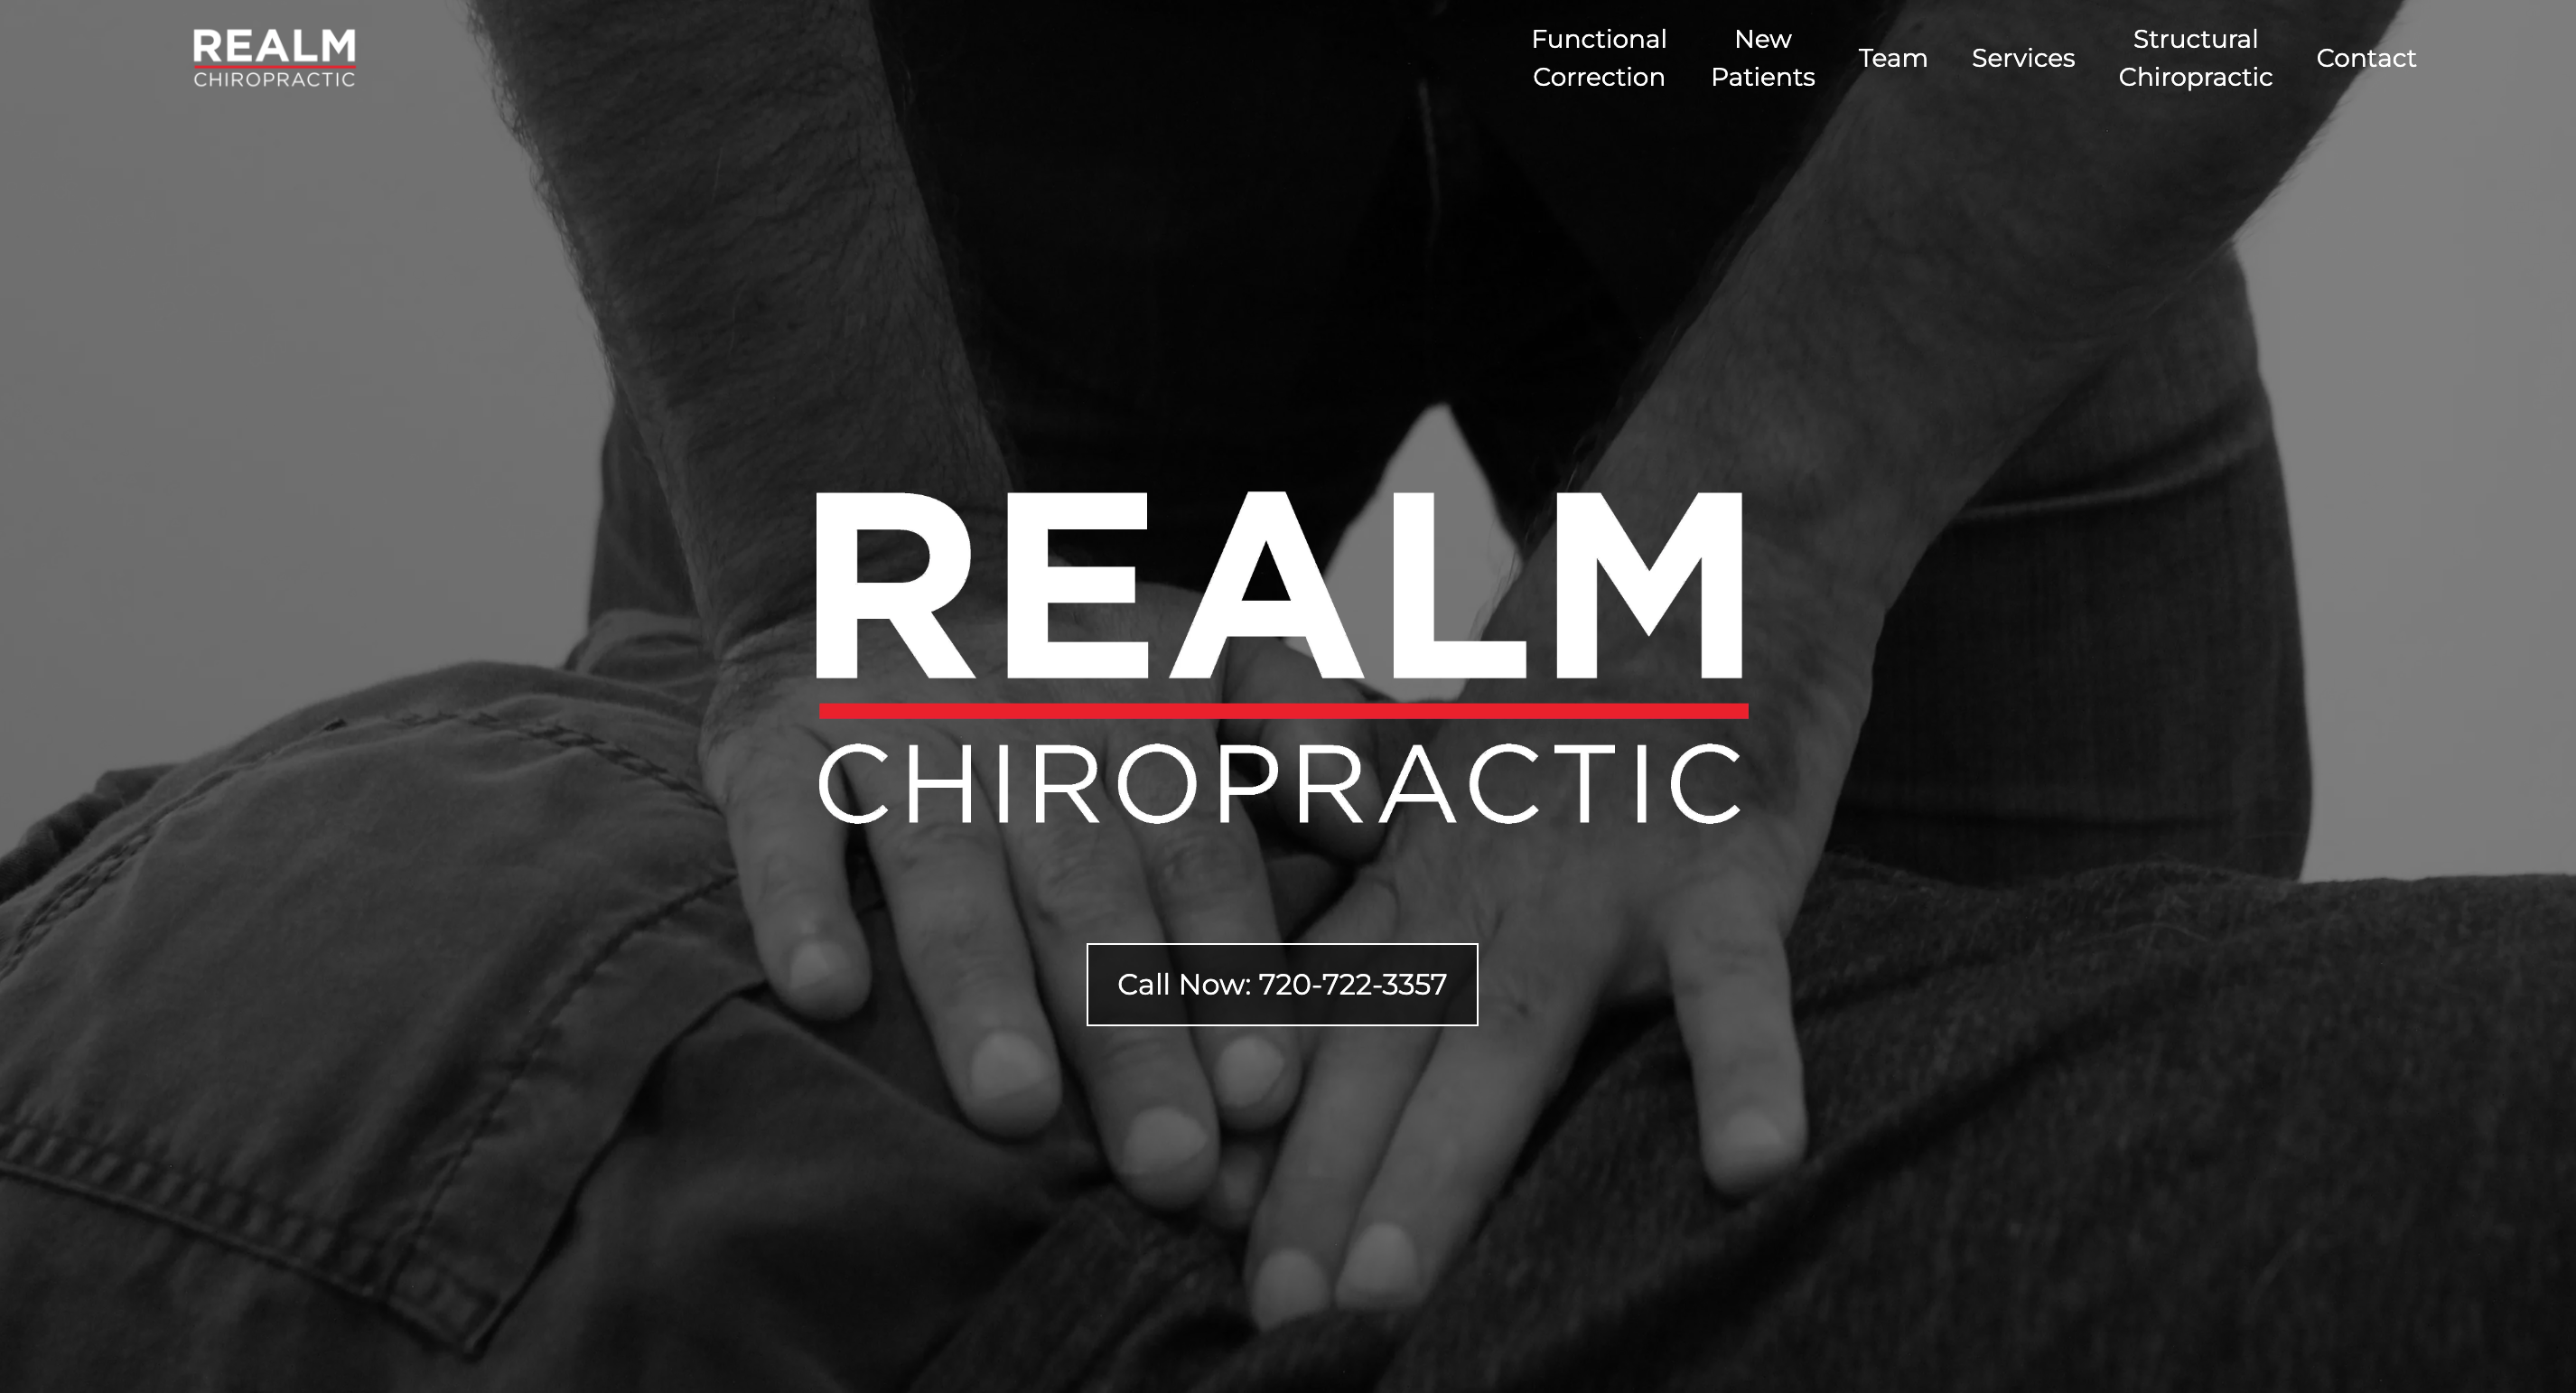 REALM
CHIROPRACTIC
Functional
Correction
New
Patients
Team
Services
Structural
Chiropractic
Contact
REALM
CHIROPRACTIC
Call Now: 720-722-3357